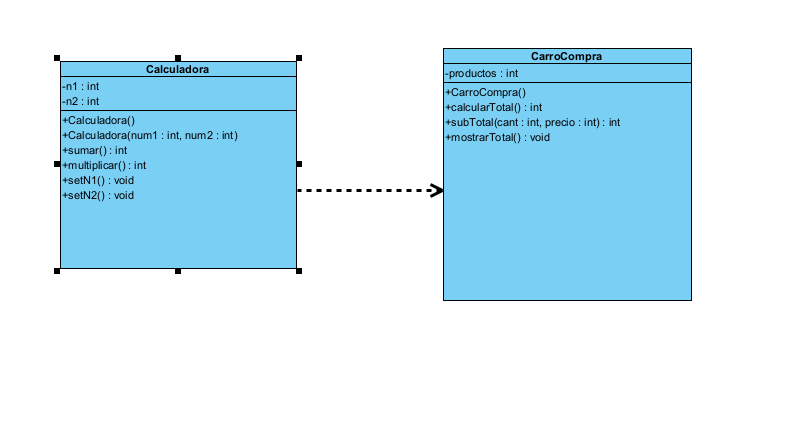 Calculadora
-n1 : int
-n2 : int
+Calculadora()
+Calculadora(num1 : int, num2 : int)
+sumar() : int
+multiplicar() : int
+setN1() : void
+setN2() : void
CarroCompra
-productos : int
+CarroCompra()
+calcularTotal() : int
+subTotal(cant : int, precio : int) : int
+mostrarTotal() : void